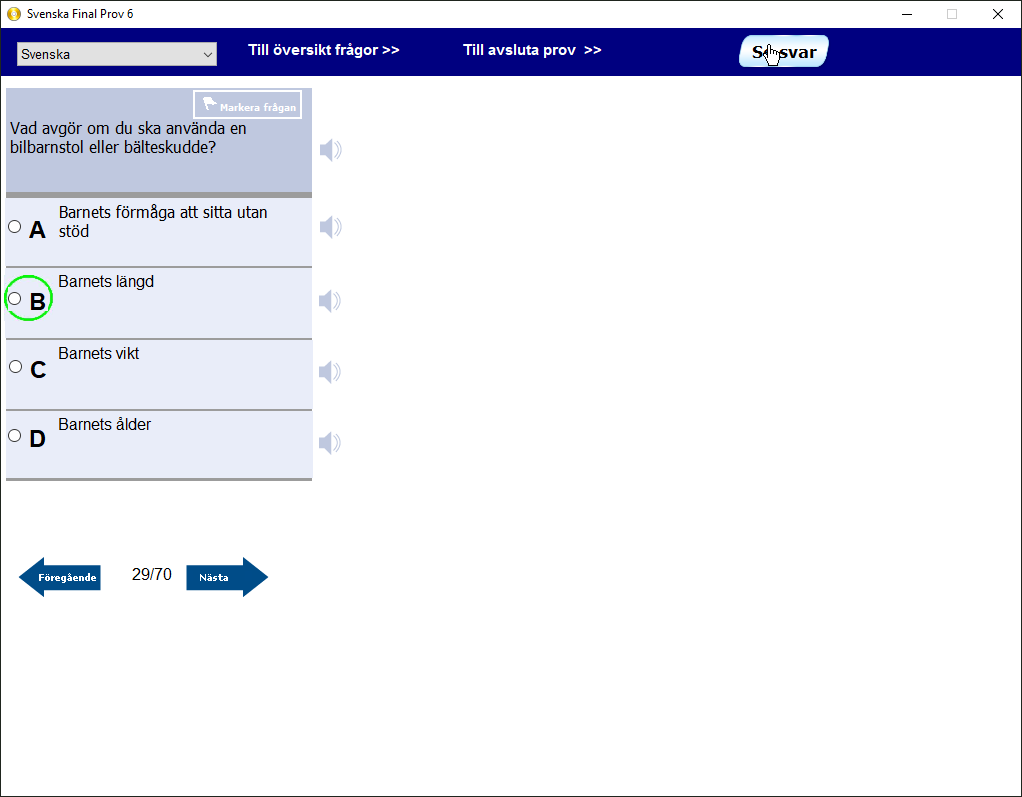 Svenska Final Prov 6
Svenska
Till översikt frågor >>
Till avsluta prov >>
Markera frågan
Vad avgör om du ska använda en
bilbarnstol eller bälteskudde?
A
Barnets förmåga att sitta utan
stöd
B
Barnets längd
C
Barnets vikt
D
Barnets ålder
Föregående
29/70
Nästa